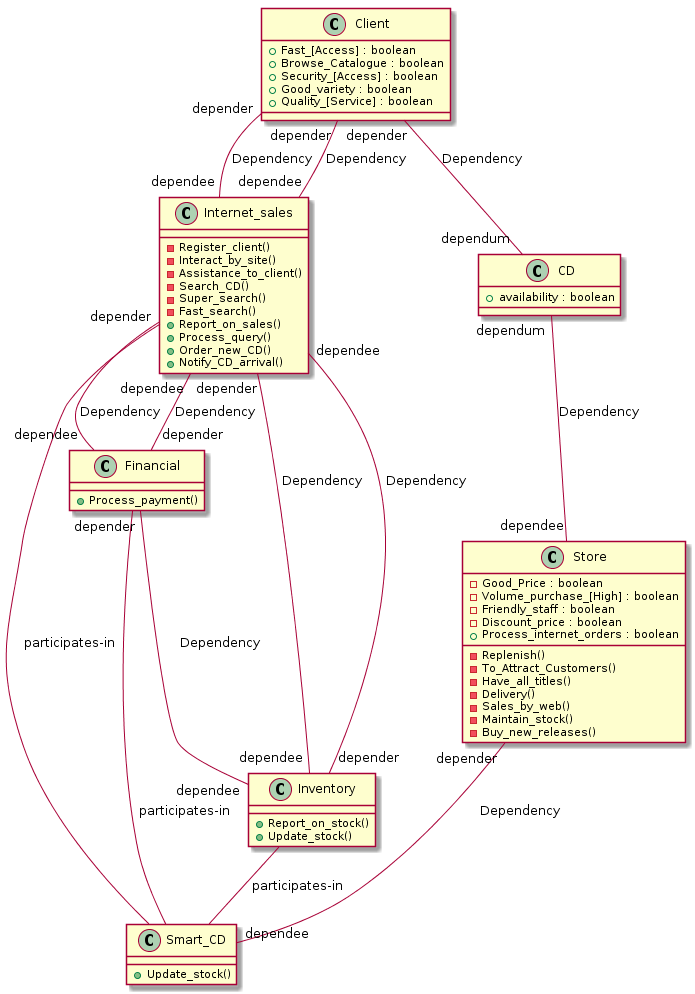 C Client
Fast_[Access] : boolean
Browse_Catalogue : boolean
Security_[Access] : boolean
Good_variety : boolean
Quality_[Service] : boolean
depender
depender
depender
Dependency
Dependency
Dependency
dependee
dependee
C Internet_sales
Register_client()
Interact_by_site()
Assistance_to_client()
Search_CD()
Super_search()
Fast_search()
Report_on_sales()
Process_query()
Order_new_CD()
Notify_CD_arrival()
dependum
C CD
availability : boolean
dependum
depender
dependee
dependee
depender
Dependency
Dependency
Dependency
dependee
depender
C Financial
Process_payment()
Dependency
Dependency
Dependency
dependee
C Store
Good_Price : boolean
Volume_purchase_[High] : boolean
Friendly_staff : boolean
Discount_price : boolean
Process_internet_orders : boolean
Replenish()
To_Attract_Customers()
Have_all_titles()
Delivery()
Sales_by_web()
Maintain_stock()
Buy_new_releases()
depender
participates-in
dependee
depender
depender
dependee
C Inventory
Report_on_stock()
Update_stock()
participates-in
Dependency
participates-in
dependee
C Smart_CD
Update_stock()